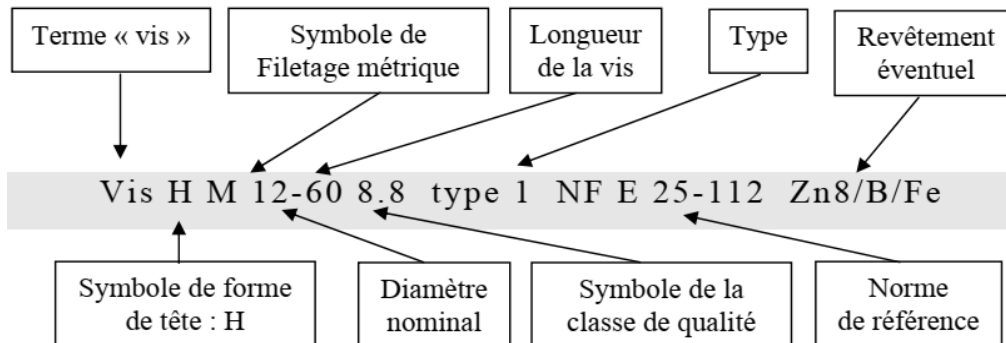 Terme « vis »
Symbole de
Filetage métrique
Longueur
de la vis
Type
Revêtement
éventuel
Vis H M 12-60 8.8 type 1 NF E 25-112 Zn8/B/Fe
Symbole de forme
de tête : H
Diamètre
nominal
Symbole de la
classe de qualité
Norme
de référence